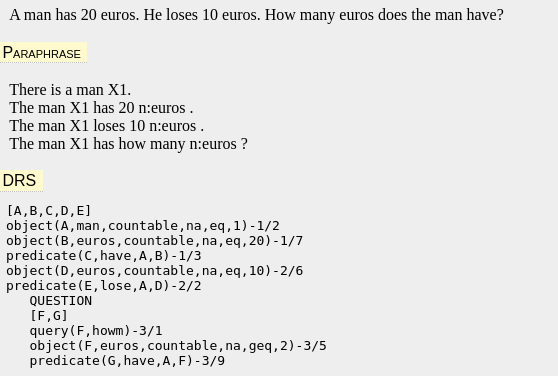 A man has 20 euros. He loses 10 euros. How many euros does the man have?
PARAPHRASE
There is a man X1.
The man X1 has 20 n:euros .
The man X1 loses 10 n:euros .
The man X1 has how many n:euros ?
DRS
[A,B,C,D,E]
object(A,man,countable,na,eq,1)-1/2
object(B,euros,countable,na,eq,20)-1/7
predicate(C,have,A,B)-1/3
object(D,euros,countable,na,eq,10)-2/6
predicate(E,lose,A,D)-2/2
QUESTION
[F,G]
query(F,howm)-3/1
object(F,euros,countable,na,geq,2)-3/5
predicate(G,have,A,F)-3/9